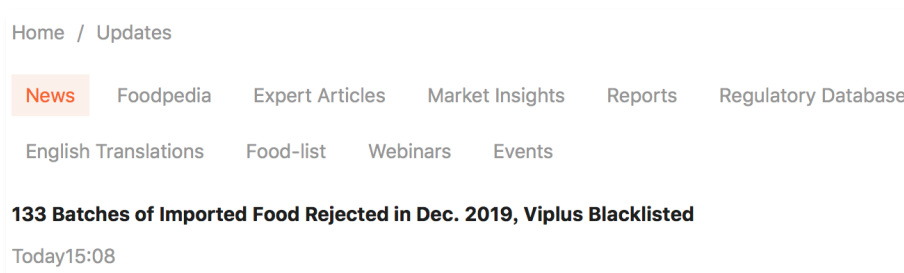 Home / Updates
News Foodpedia Expert Articles Market Insights Reports Regulatory Database
English Translations Food-list Webinars Events
133 Batches of Imported Food Rejected in Dec. 2019, Viplus Blacklisted
Today15:08